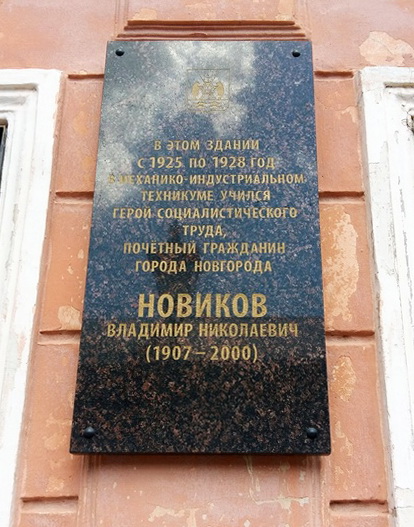 В ЭТОМ ЗДАНИИ
С 1925 ПО 1928 ГОД
В МЕХАНИКО-ИНДУСТРИАЛЬНОМ
ТЕХНИКУМЕ УЧИЛСЯ
ГЕРОЙ СОЦИАЛИСТИЧЕСКОГО
ТРУДА,
ПОЧЕТНЫЙ ГРАЖДАНИН
ГОРОДА НОВГОРОДА
НОВИКОВ
ВЛАДИМИР НИКОЛАЕВИЧ
(1907–2000)